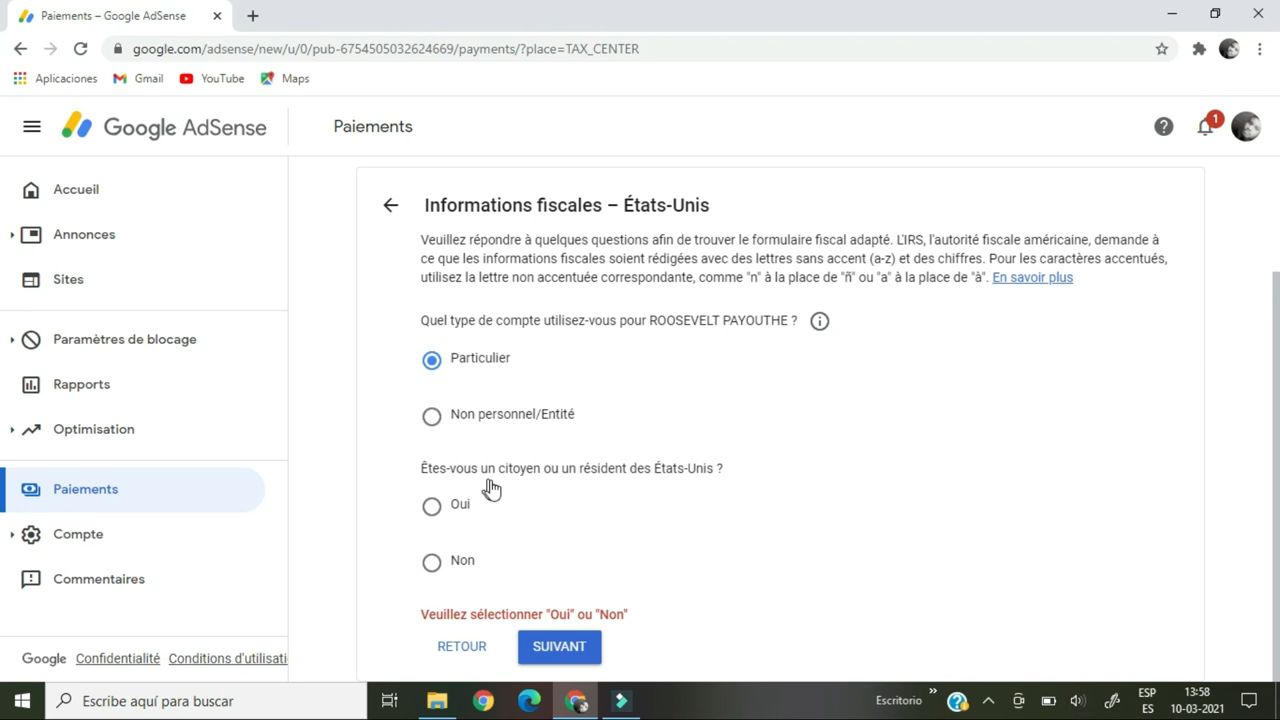 Paiements – Google AdSense
google.com/adsense/new/u/0/pub-6754505032624669/payments/?place=TAX_CENTER
Aplicaciones Gmail YouTube Maps
Google AdSense
Paiements
1
Accueil
Annonces
Sites
Paramètres de blocage
Rapports
Optimisation
Paiements
Compte
Commentaires
Google Confidentialité Conditions d'utilisati
Informations fiscales – États-Unis
Veuillez répondre à quelques questions afin de trouver le formulaire fiscal adapté. L'IRS, l'autorité fiscale américaine, demande à
ce que les informations fiscales soient rédigées avec des lettres sans accent (a-z) et des chiffres. Pour les caractères accentués,
utilisez la lettre non accentuée correspondante, comme "n" à la place de "ñ" ou "a" à la place de "à". En savoir plus
Quel type de compte utilisez-vous pour ROOSEVELT PAYOUTHE ?
Particulier
Non personnel/Entité
Êtes-vous un citoyen ou un résident des États-Unis ?
Oui
Non
Veuillez sélectionner "Oui" ou "Non"
RETOUR SUIVANT
Escribe aquí para buscar
Escritorio
ESP
ES
13:58
10-03-2021